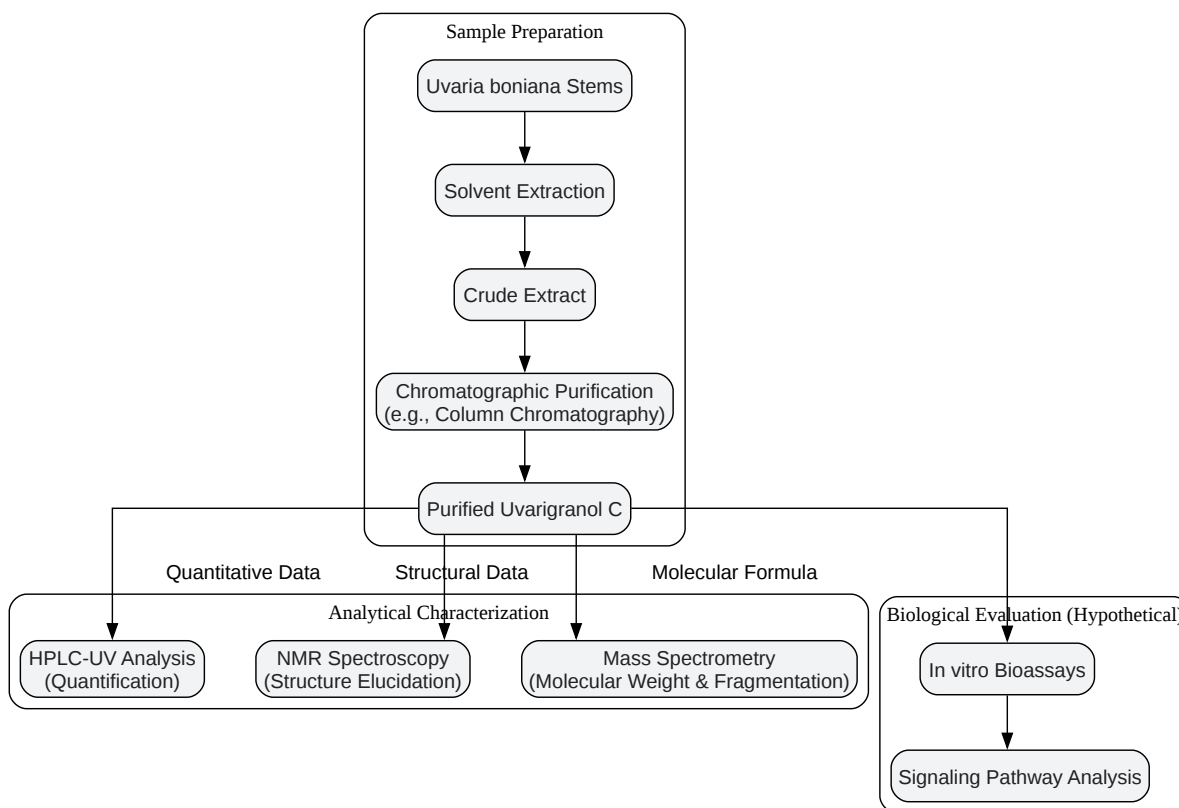 Sample Preparation
Uvaria boniana Stems
Solvent Extraction
Crude Extract
Chromatographic Purification
(e.g., Column Chromatography)
Purified Uvarigranol C
Quantitative Data
Structural Data
Molecular Formula
Analytical Characterization
HPLC-UV Analysis
(Quantification)
NMR Spectroscopy
(Structure Elucidation)
Mass Spectrometry
(Molecular Weight & Fragmentation)
Biological Evaluation (Hypothetical)
In vitro Bioassays
Signaling Pathway Analysis